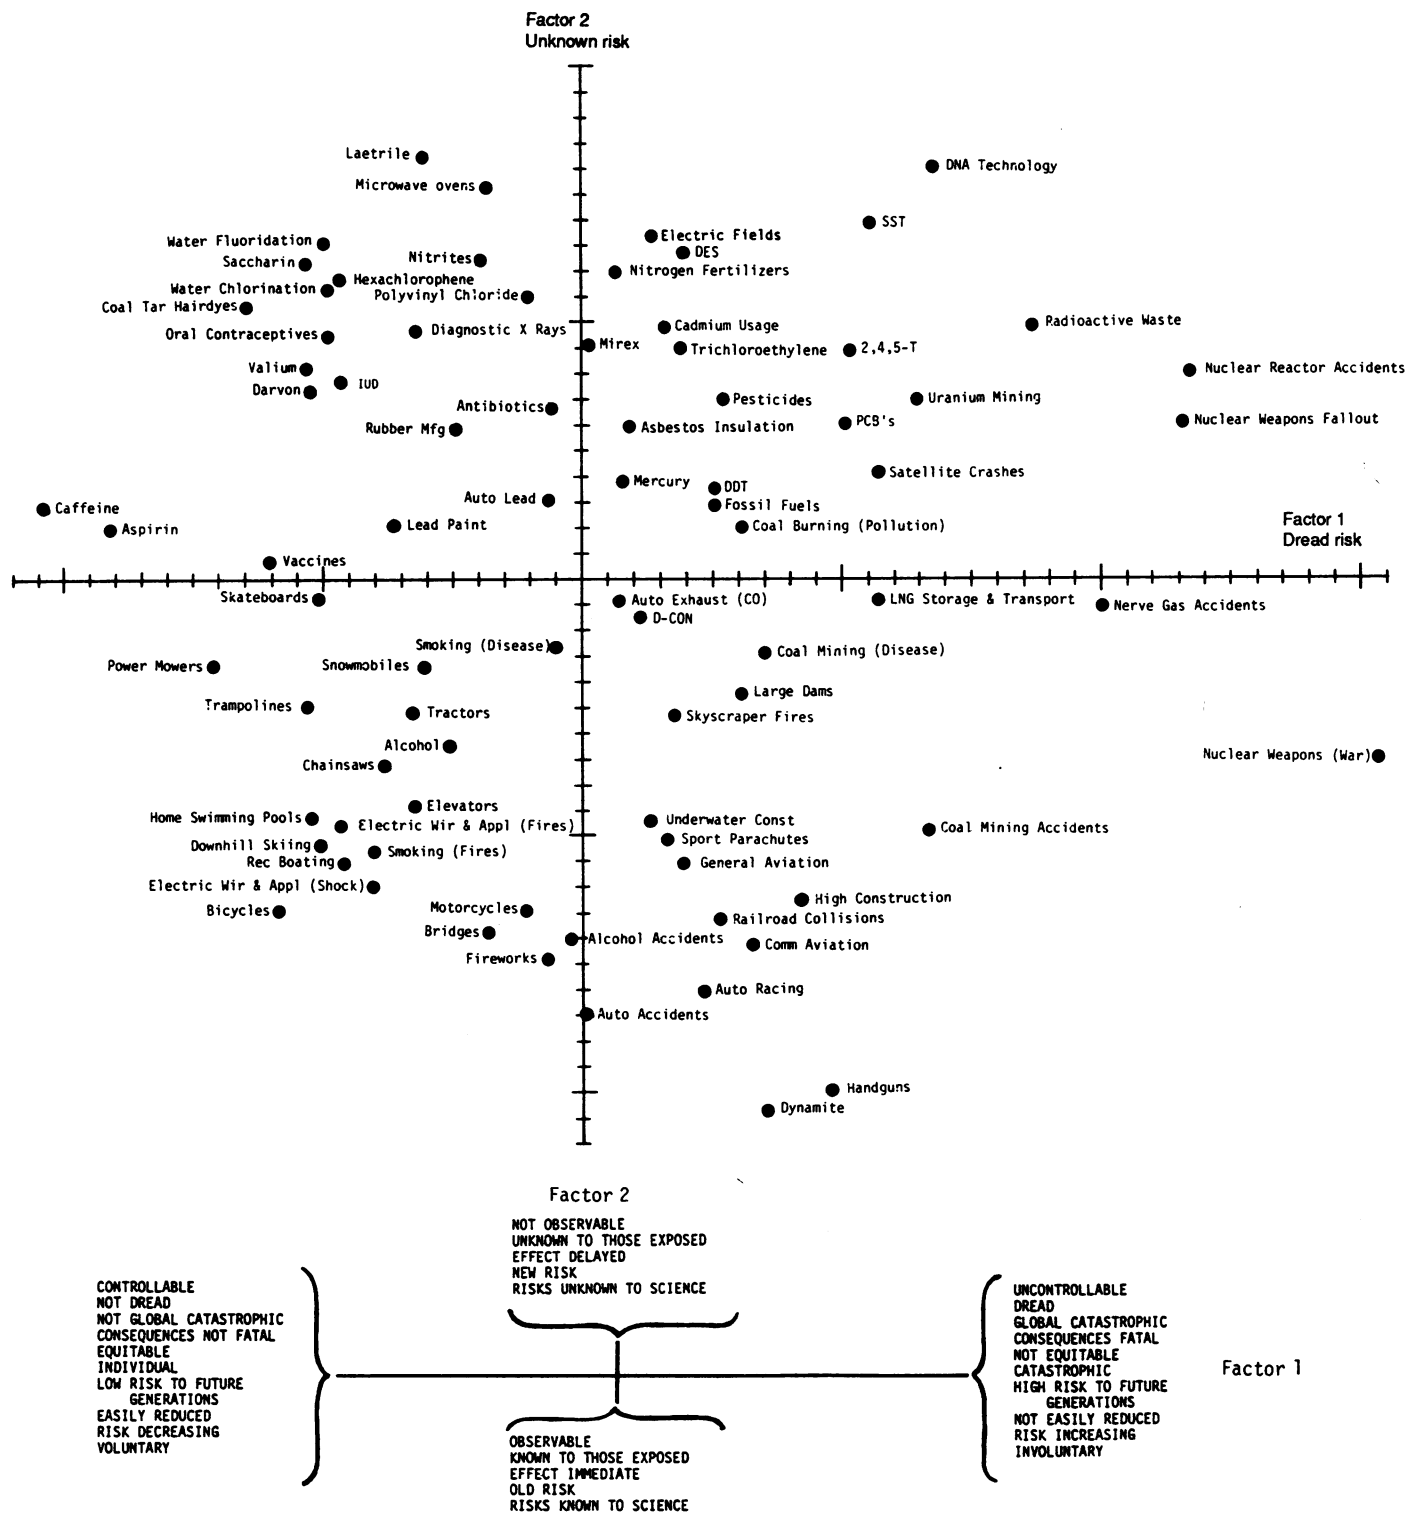 Factor 2
Unknown risk
Laetrile
DNA Technology
Microwave ovens
SST
Electric Fields
Water Fluoridation
DES
Nitrites
Saccharin
Nitrogen Fertilizers
Hexachlorophene
Water Chlorination
Polyvinyl Chloride
Coal Tar Hairdyes
Radioactive Waste
Cadmium Usage
Diagnostic X Rays
Oral Contraceptives
Mirex
Trichloroethylene
2,4,5-T
Valium
Nuclear Reactor Accidents
IUD
Darvon
Uranium Mining
Pesticides
Antibiotics
Nuclear Weapons Fallout
PCB's
Asbestos Insulation
Rubber Mfg
Satellite Crashes
Mercury
DDT
Auto Lead
Fossil Fuels
Caffeine
Factor 1
Dread risk
Lead Paint
Coal Burning (Pollution)
Aspirin
Vaccines
Skateboards
Auto Exhaust (CO)
LNG Storage & Transport
Nerve Gas Accidents
D-CON
Smoking (Disease)
Coal Mining (Disease)
Power Mowers
Snowmobiles
Large Dams
Trampolines
Tractors
Skyscraper Fires
Alcohol
Nuclear Weapons (War)
Chainsaws
Elevators
Home Swimming Pools
Underwater Const
Electric Wir & Appl (Fires)
Coal Mining Accidents
Sport Parachutes
Downhill Skiing
Smoking (Fires)
Rec Boating
General Aviation
Electric Wir & Appl (Shock)
High Construction
Bicycles
Motorcycles
Railroad Collisions
Bridges
Alcohol Accidents
Comm Aviation
Fireworks
Auto Racing
Auto Accidents
Handguns
Dynamite
Factor 2
NOT OBSERVABLE
UNKNOWN TO THOSE EXPOSED
EFFECT DELAYED
NEW RISK
RISKS UNKNOWN TO SCIENCE
CONTROLLABLE
NOT DREAD
NOT GLOBAL CATASTROPHIC
CONSEQUENCES NOT FATAL
EQUITABLE
INDIVIDUAL
LOW RISK TO FUTURE
GENERATIONS
EASILY REDUCED
RISK DECREASING
VOLUNTARY
UNCONTROLLABLE
DREAD
GLOBAL CATASTROPHIC
CONSEQUENCES FATAL
NOT EQUITABLE
CATASTROPHIC
HIGH RISK TO FUTURE
GENERATIONS
NOT EASILY REDUCED
RISK INCREASING
INVOLUNTARY
Factor 1
OBSERVABLE
KNOWN TO THOSE EXPOSED
EFFECT IMMEDIATE
OLD RISK
RISKS KNOWN TO SCIENCE